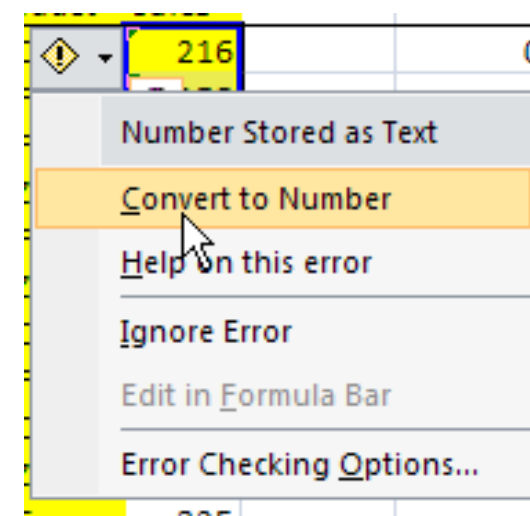 216
Number Stored as Text
Convert to Number
Help on this error
Ignore Error
Edit in Formula Bar
Error Checking Options...